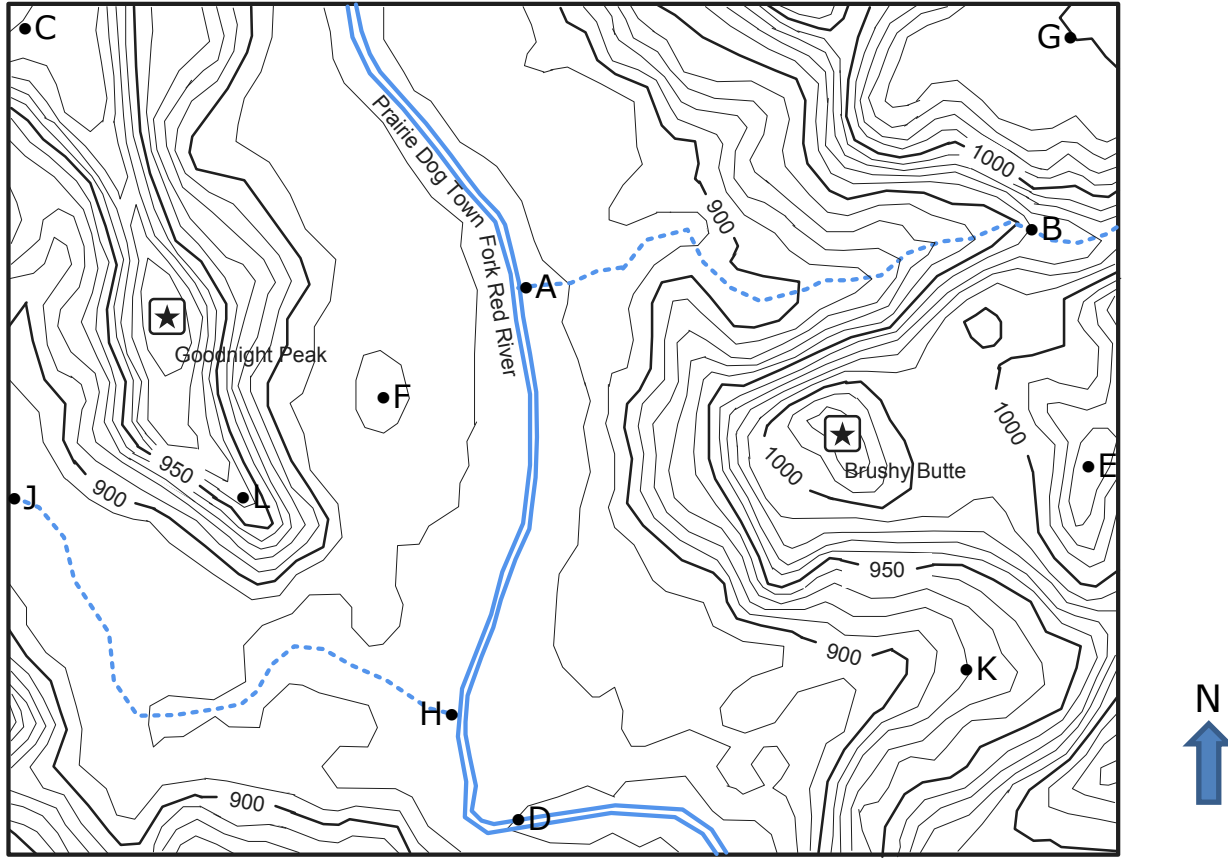 C
G
1000
Prairie Dog Town Fork Red River
900
B
A
Goodnight Peak
F
1000
1000
Brushy Butte
E
950
900
J
L
950
900
K
N
H
900
D